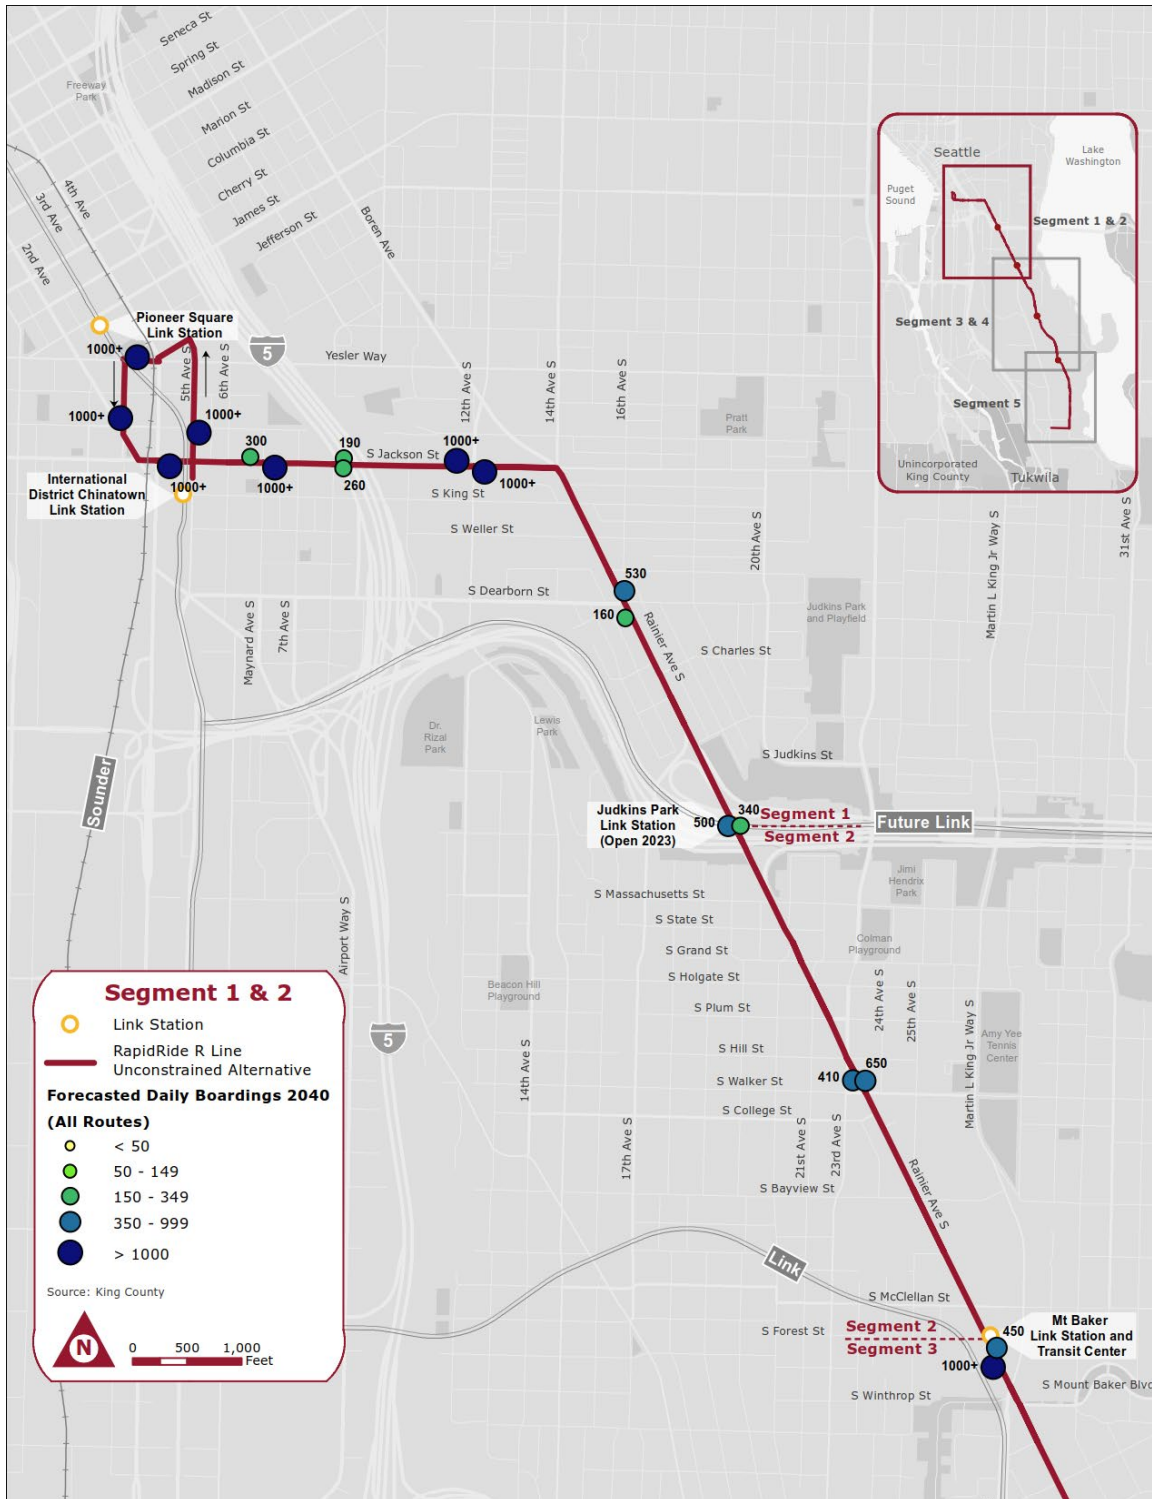 Seneca St
Spring St
Madison St
Marion St
Columbia St
Cherry St
James St
Jefferson St
Freeway
Park
4th Ave
3rd Ave
2nd Ave
Boren Ave
Pioneer Square
Link Station
1000+
1000+
5th Ave S
6th Ave S
5
Yesler Way
12th Ave S
14th Ave S
16th Ave S
Pratt
Park
1000+
300
190
1000+
S Jackson St
1000+
1000+
260
1000+
International
District Chinatown
Link Station
S King St
S Weller St
Seattle
Lake
Washington
Puget
Sound
Segment 1 & 2
Segment 3 & 4
Segment 5
Unincorporated
King County
Tukwila
20th Ave S
Martin L King Jr Way S
31st Ave S
S Dearborn St
530
160
Maynard Ave S
7th Ave S
Rainier Ave S
Judkins Park
and Playfield
S Charles St
Dr.
Rizal
Park
Lewis
Park
S Judkins St
Sounder
Judkins Park
Link Station
(Open 2023)
500
340
Segment 1
Segment 2
Future Link
S Massachusetts St
S State St
S Grand St
S Holgate St
S Plum St
S Hill St
S Walker St
S College St
S Bayview St
Jimi
Hendrix
Park
Colman
Playground
Airport Way S
Beacon Hill
Playground
24th Ave S
25th Ave S
Martin L King Jr Way S
Amy Yee
Tennis
Center
5
14th Ave S
17th Ave S
410
650
21st Ave S
23rd Ave S
Rainier Ave S
Link
S McClellan St
S Forest St
Segment 2
Segment 3
450
1000+
Mt Baker
Link Station and
Transit Center
S Winthrop St
S Mount Baker Blvd
Segment 1 & 2
Link Station
RapidRide R Line
Unconstrained Alternative
Forecasted Daily Boardings 2040
(All Routes)
< 50
50 - 149
150 - 349
350 - 999
> 1000
Source: King County
N
0 500 1,000
Feet